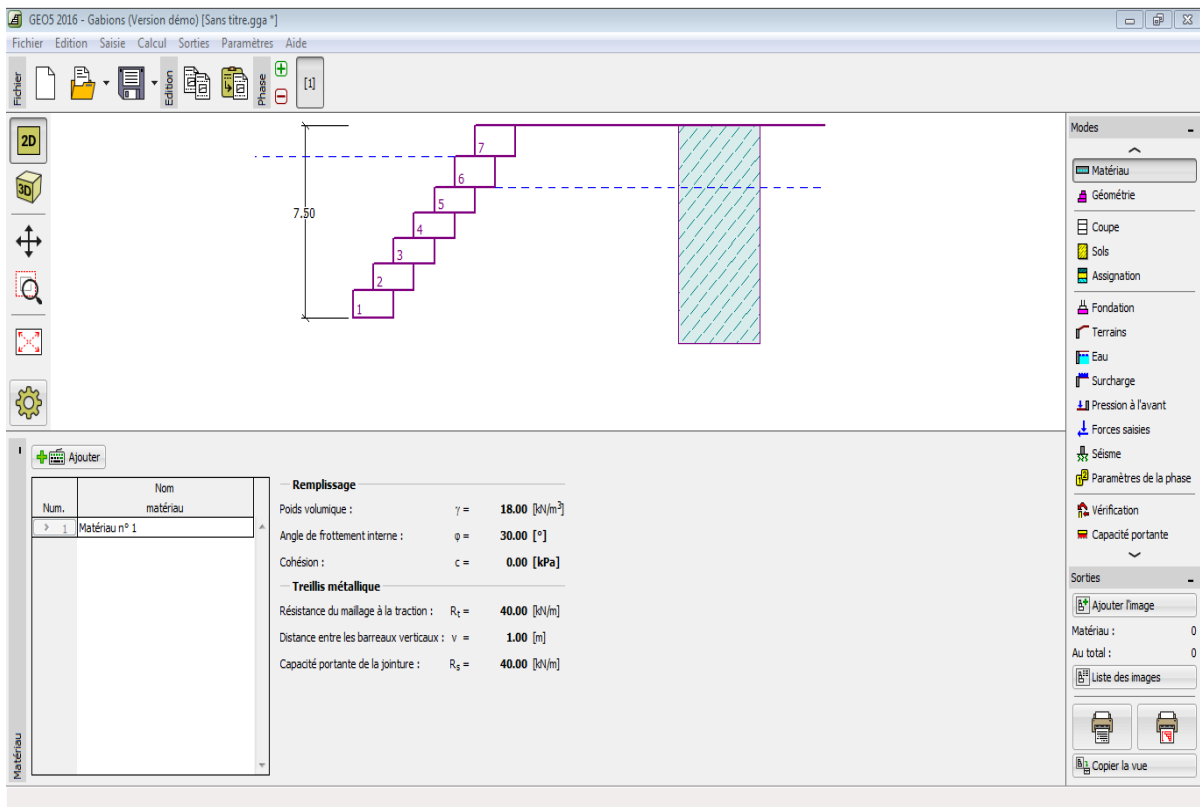 GEO5 2016 - Gabions (Version démo) [Sans titre.gga *]
Fichier Edition Saisie Calcul Sorties Paramètres Aide
Fichier
Edition
Phase
[1]
2D
3D
7.50
7
6
5
4
3
2
1
Modes
Matériau
Géométrie
Coupe
Sols
Assignation
Fondation
Terrains
Eau
Surcharge
Pression à l'avant
Forces saisies
Séisme
Paramètres de la phase
Vérification
Capacité portante
Sorties
Ajouter l'image
Matériau : 0
Au total : 0
Liste des images
Copier la vue
Matériau
Ajouter
Num. Nom matériau
1 Matériau n° 1
Remplissage
Poids volumique : γ = 18.00 [kN/m³]
Angle de frottement interne : φ = 30.00 [°]
Cohésion : c = 0.00 [kPa]
Treillis métallique
Résistance du maillage à la traction : Rt = 40.00 [kN/m]
Distance entre les barreaux verticaux : v = 1.00 [m]
Capacité portante de la jointure : Rs = 40.00 [kN/m]